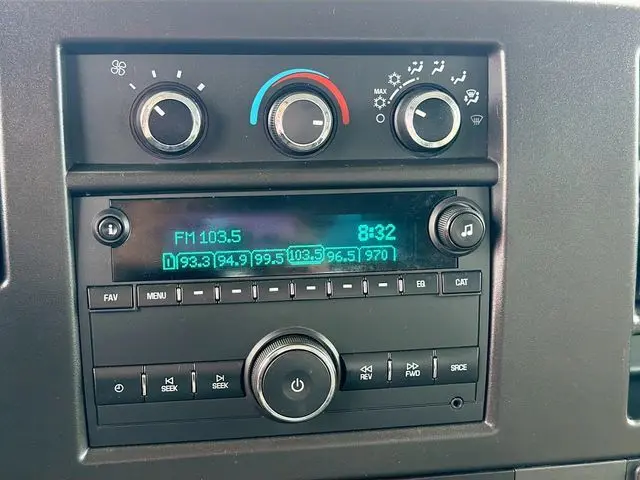 MAX
FM 103.5 8:32
1 93.3 94.9 99.5 103.5 96.5 970
FAV MENU EQ CAT
SEEK SEEK REV FWD SRCE